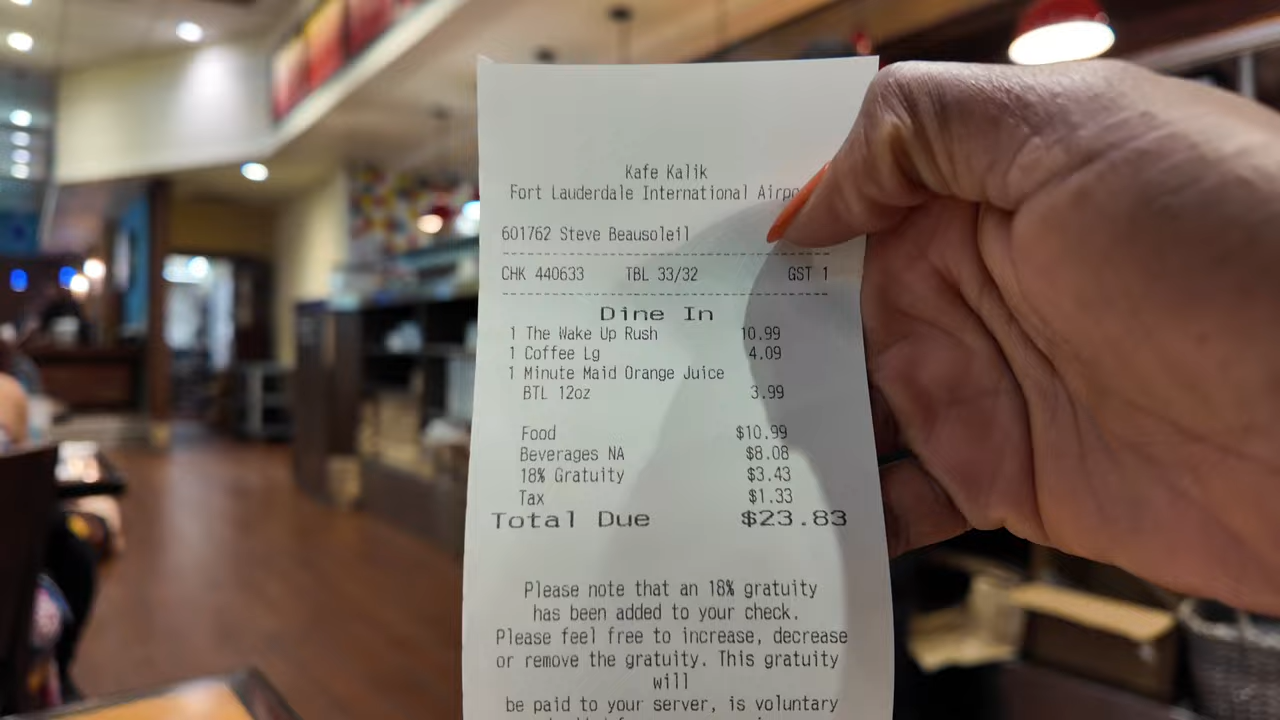 Kafe Kalik
Fort Lauderdale International Airpo
601762 Steve Beausoleil
CHK 440633 TBL 33/32 GST 1
Dine In
1 The Wake Up Rush 10.99
1 Coffee Lg 4.09
1 Minute Maid Orange Juice
BTL 12oz 3.99
Food $10.99
Beverages NA $8.08
18% Gratuity $3.43
Tax $1.33
Total Due $23.83
Please note that an 18% gratuity
has been added to your check.
Please feel free to increase, decrease
or remove the gratuity. This gratuity
will
be paid to your server, is voluntary